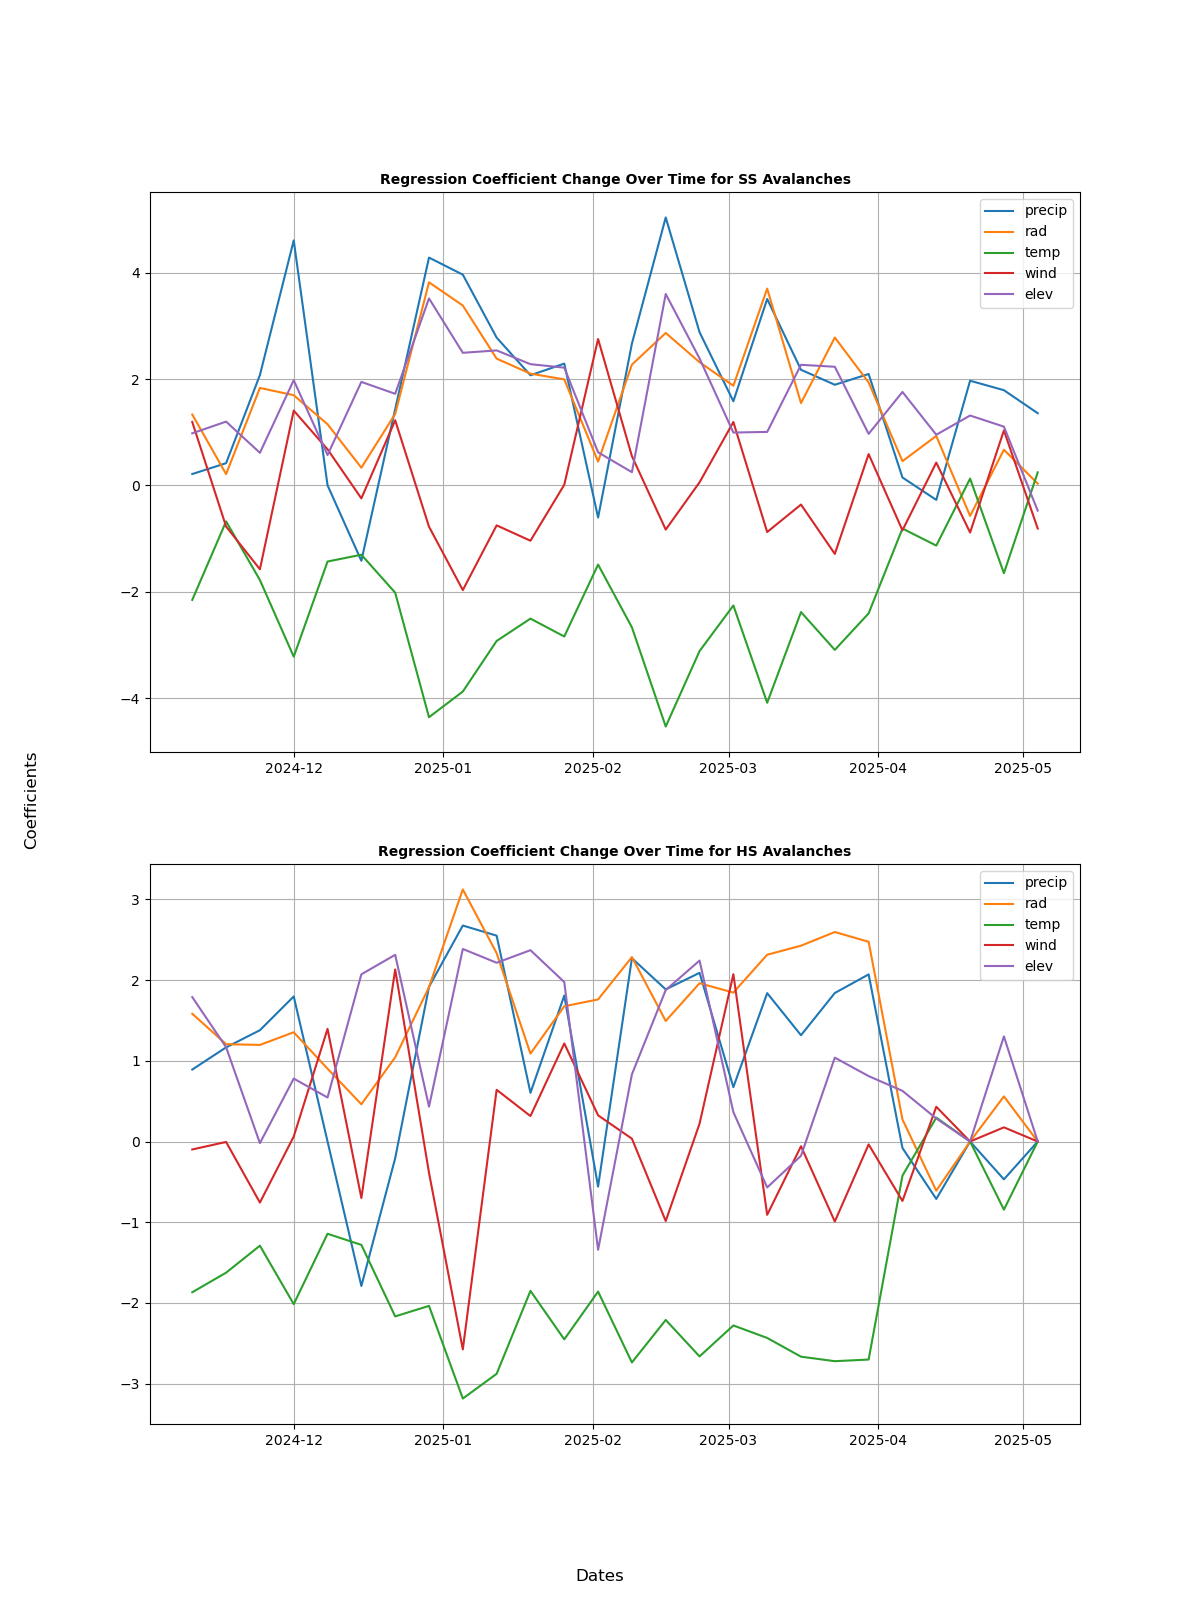 Regression Coefficient Change Over Time for SS Avalanches
precip
rad
temp
wind
elev
4
2
0
−2
−4
2024-12 2025-01 2025-02 2025-03 2025-04 2025-05
Coefficients
Regression Coefficient Change Over Time for HS Avalanches
precip
rad
temp
wind
elev
3
2
1
0
−1
−2
−3
2024-12 2025-01 2025-02 2025-03 2025-04 2025-05
Dates